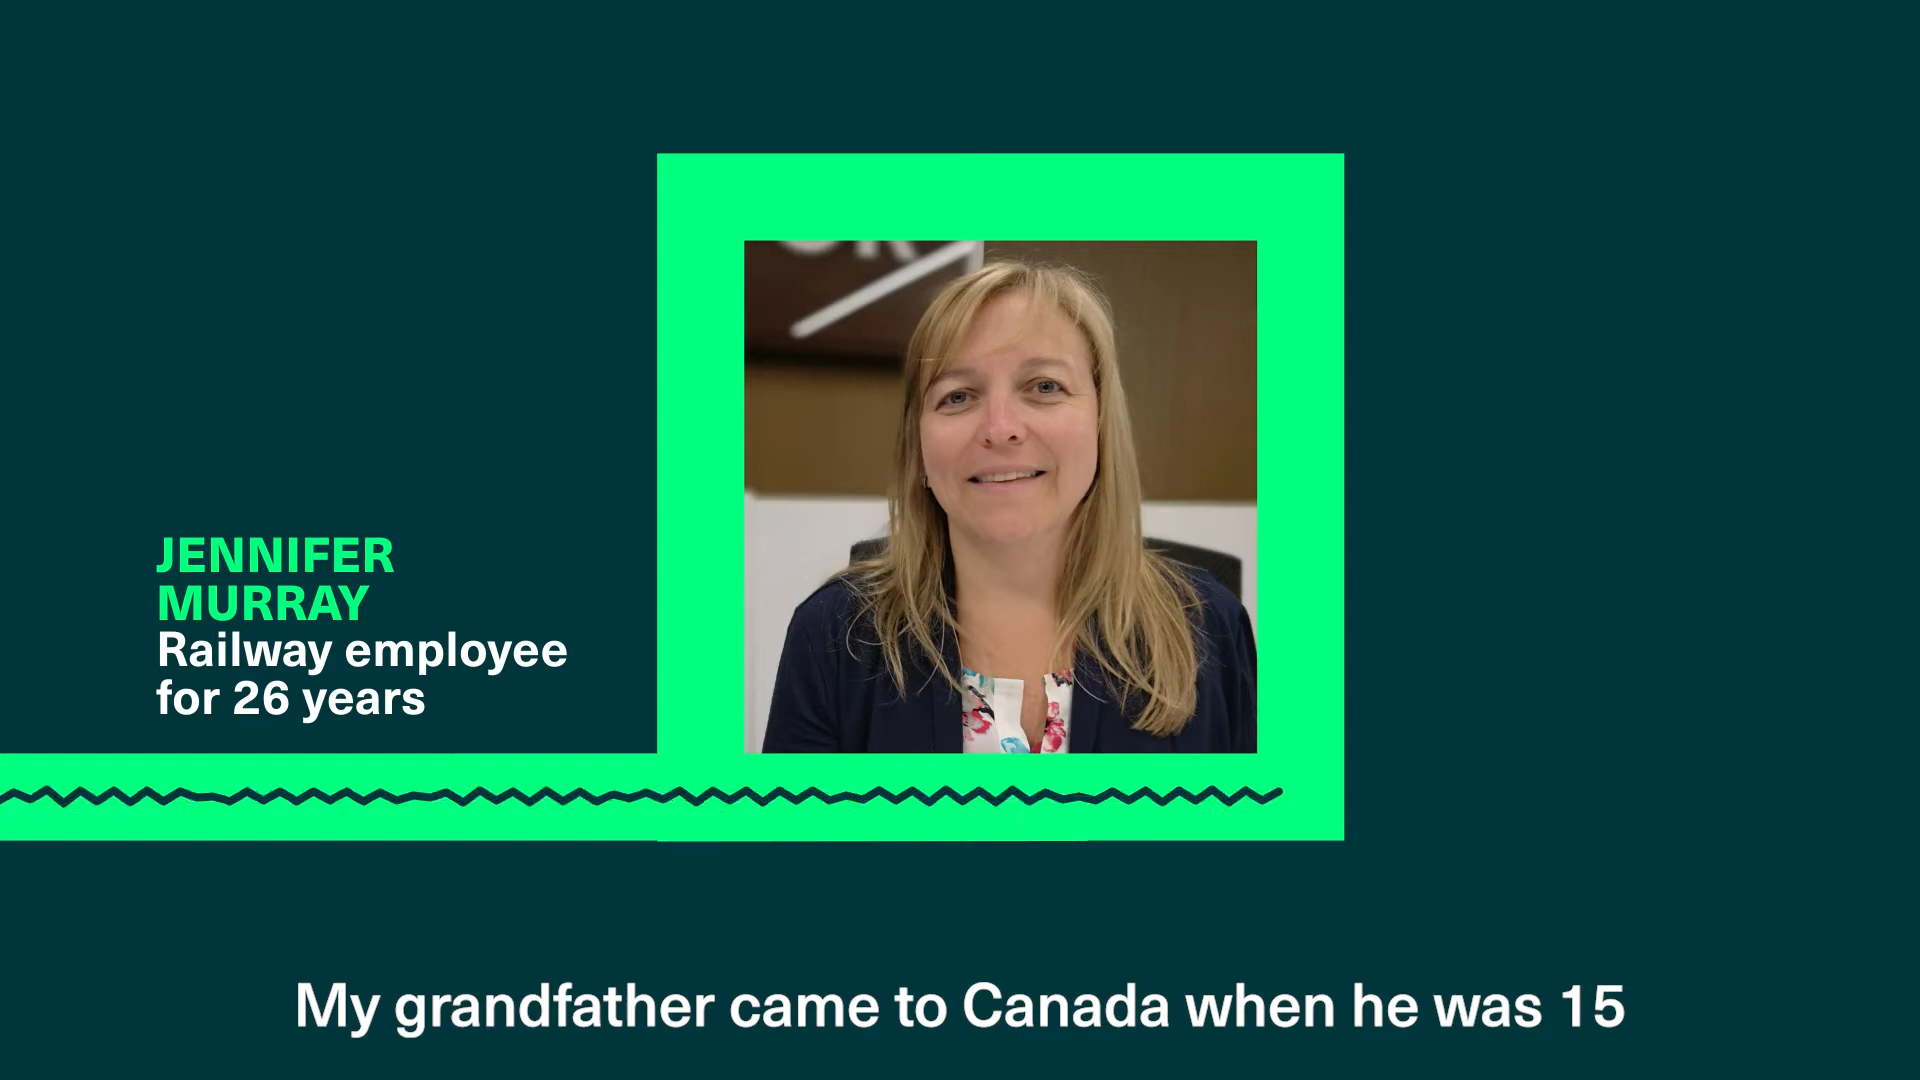 JENNIFER
MURRAY
Railway employee
for 26 years
My grandfather came to Canada when he was 15